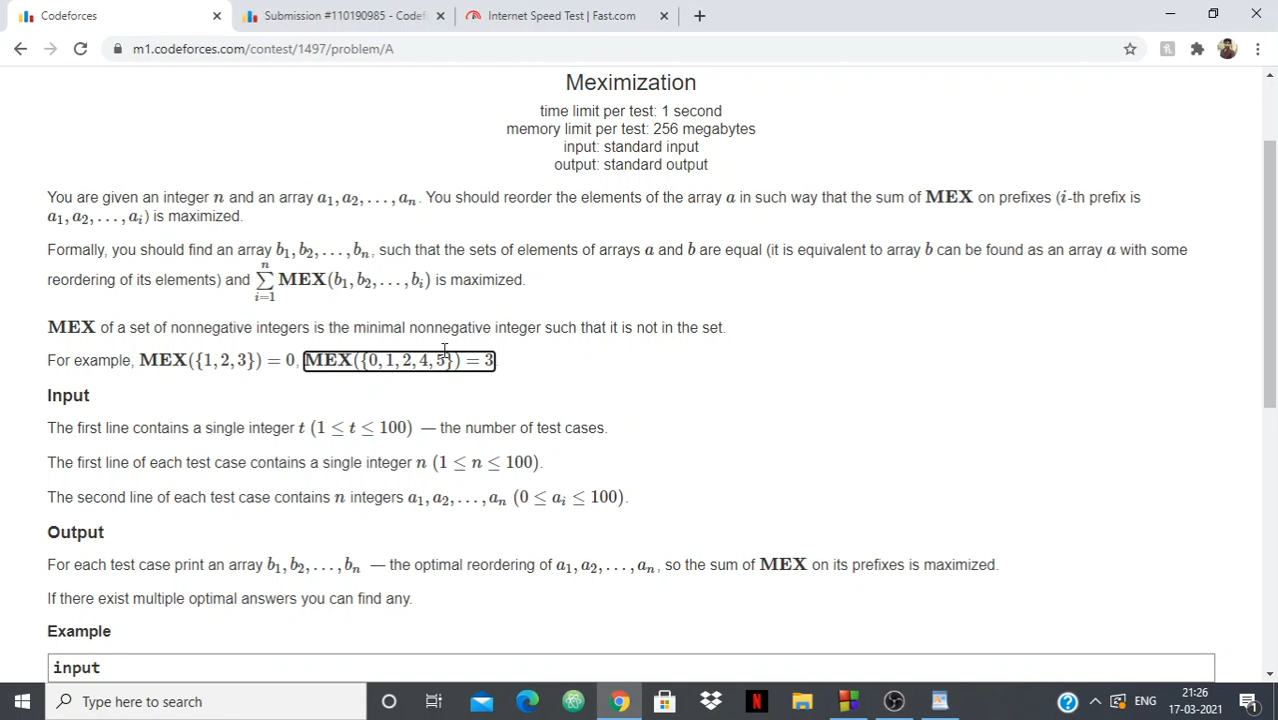 Codeforces
Submission #110190985 - Codef
Internet Speed Test | Fast.com
m1.codeforces.com/contest/1497/problem/A
Meximization
time limit per test: 1 second
memory limit per test: 256 megabytes
input: standard input
output: standard output
You are given an integer n and an array a₁, a₂, . . . , aₙ. You should reorder the elements of the array a in such way that the sum of MEX on prefixes (i-th prefix is
a₁, a₂, . . . , aᵢ) is maximized.
Formally, you should find an array b₁, b₂, . . . , bₙ, such that the sets of elements of arrays a and b are equal (it is equivalent to array b can be found as an array a with some
reordering of its elements) and ∑ᵢ₌₁ⁿ MEX(b₁, b₂, . . . , bᵢ) is maximized.
MEX of a set of nonnegative integers is the minimal nonnegative integer such that it is not in the set.
For example, MEX({1, 2, 3}) = 0, MEX({0, 1, 2, 4, 5}) = 3
Input
The first line contains a single integer t (1 ≤ t ≤ 100) — the number of test cases.
The first line of each test case contains a single integer n (1 ≤ n ≤ 100).
The second line of each test case contains n integers a₁, a₂, . . . , aₙ (0 ≤ aᵢ ≤ 100).
Output
For each test case print an array b₁, b₂, . . . , bₙ — the optimal reordering of a₁, a₂, . . . , aₙ, so the sum of MEX on its prefixes is maximized.
If there exist multiple optimal answers you can find any.
Example
input
Type here to search
ENG
21:26
17-03-2021